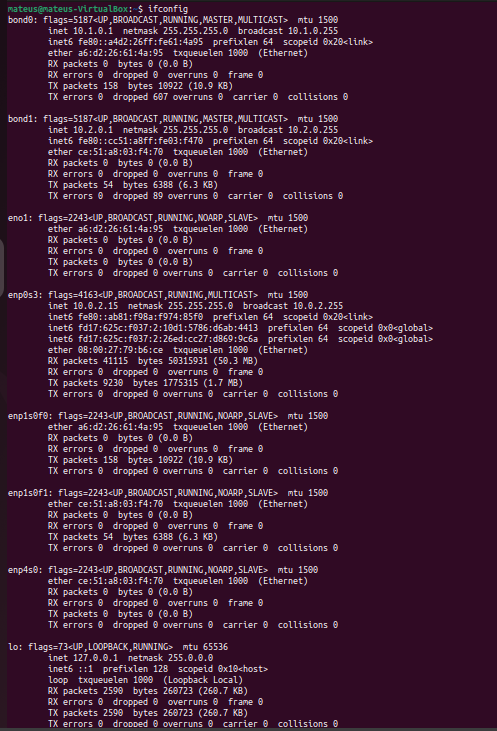 mateus@mateus-VirtualBox:~$ ifconfig
bond0: flags=5187<UP,BROADCAST,RUNNING,MASTER,MULTICAST>  mtu 1500
        inet 10.1.0.1  netmask 255.255.255.0  broadcast 10.1.0.255
        inet6 fe80::a4d2:26ff:fe61:4a95  prefixlen 64  scopeid 0x20<link>
        ether a6:d2:26:61:4a:95  txqueuelen 1000  (Ethernet)
        RX packets 0  bytes 0 (0.0 B)
        RX errors 0  dropped 0  overruns 0  frame 0
        TX packets 158  bytes 10922 (10.9 KB)
        TX errors 0  dropped 607 overruns 0  carrier 0  collisions 0

bond1: flags=5187<UP,BROADCAST,RUNNING,MASTER,MULTICAST>  mtu 1500
        inet 10.2.0.1  netmask 255.255.255.0  broadcast 10.2.0.255
        inet6 fe80::cc51:a8ff:fe03:f470  prefixlen 64  scopeid 0x20<link>
        ether ce:51:a8:03:f4:70  txqueuelen 1000  (Ethernet)
        RX packets 0  bytes 0 (0.0 B)
        RX errors 0  dropped 0  overruns 0  frame 0
        TX packets 54  bytes 6388 (6.3 KB)
        TX errors 0  dropped 89 overruns 0  carrier 0  collisions 0

eno1: flags=2243<UP,BROADCAST,RUNNING,NOARP,SLAVE>  mtu 1500
        ether a6:d2:26:61:4a:95  txqueuelen 1000  (Ethernet)
        RX packets 0  bytes 0 (0.0 B)
        RX errors 0  dropped 0  overruns 0  frame 0
        TX packets 0  bytes 0 (0.0 B)
        TX errors 0  dropped 0 overruns 0  carrier 0  collisions 0

enp0s3: flags=4163<UP,BROADCAST,RUNNING,MULTICAST>  mtu 1500
        inet 10.0.2.15  netmask 255.255.255.0  broadcast 10.0.2.255
        inet6 fe80::ab81:f98a:f974:85f0  prefixlen 64  scopeid 0x20<link>
        inet6 fd17:625c:f037:2:10d1:5786:d6ab:4413  prefixlen 64  scopeid 0x0<global>
        inet6 fd17:625c:f037:2:26ed:cc27:d869:9c6a  prefixlen 64  scopeid 0x0<global>
        ether 08:00:27:79:b6:ce  txqueuelen 1000  (Ethernet)
        RX packets 41115  bytes 50315931 (50.3 MB)
        RX errors 0  dropped 0  overruns 0  frame 0
        TX packets 9230  bytes 1775315 (1.7 MB)
        TX errors 0  dropped 0 overruns 0  carrier 0  collisions 0

enp1s0f0: flags=2243<UP,BROADCAST,RUNNING,NOARP,SLAVE>  mtu 1500
        ether a6:d2:26:61:4a:95  txqueuelen 1000  (Ethernet)
        RX packets 0  bytes 0 (0.0 B)
        RX errors 0  dropped 0  overruns 0  frame 0
        TX packets 158  bytes 10922 (10.9 KB)
        TX errors 0  dropped 0 overruns 0  carrier 0  collisions 0

enp1s0f1: flags=2243<UP,BROADCAST,RUNNING,NOARP,SLAVE>  mtu 1500
        ether ce:51:a8:03:f4:70  txqueuelen 1000  (Ethernet)
        RX packets 0  bytes 0 (0.0 B)
        RX errors 0  dropped 0  overruns 0  frame 0
        TX packets 54  bytes 6388 (6.3 KB)
        TX errors 0  dropped 0 overruns 0  carrier 0  collisions 0

enp4s0: flags=2243<UP,BROADCAST,RUNNING,NOARP,SLAVE>  mtu 1500
        ether ce:51:a8:03:f4:70  txqueuelen 1000  (Ethernet)
        RX packets 0  bytes 0 (0.0 B)
        RX errors 0  dropped 0  overruns 0  frame 0
        TX packets 0  bytes 0 (0.0 B)
        TX errors 0  dropped 0 overruns 0  carrier 0  collisions 0

lo: flags=73<UP,LOOPBACK,RUNNING>  mtu 65536
        inet 127.0.0.1  netmask 255.0.0.0
        inet6 ::1  prefixlen 128  scopeid 0x10<host>
        loop  txqueuelen 1000  (Loopback Local)
        RX packets 2590  bytes 260723 (260.7 KB)
        RX errors 0  dropped 0  overruns 0  frame 0
        TX packets 2590  bytes 260723 (260.7 KB)
        TX errors 0  dropped 0 overruns 0  carrier 0  collisions 0